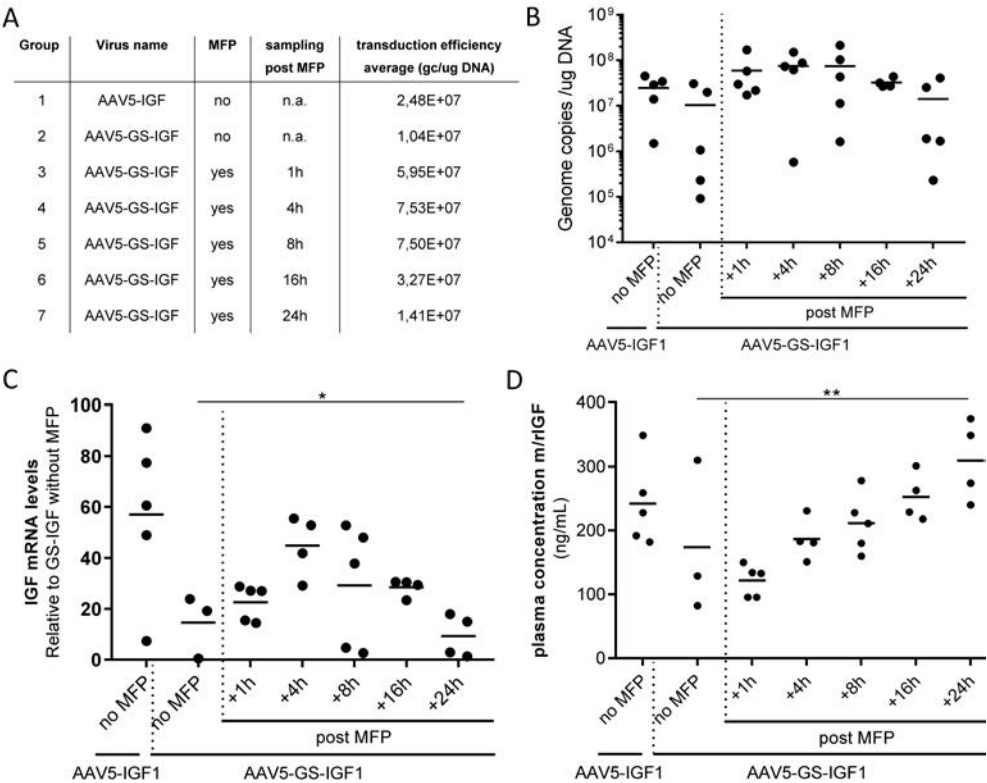 A
Group Virus name MFP sampling transduction efficiency
post MFP average (gc/ug DNA)
1 AAV5-IGF no n.a. 2,48E+07
2 AAV5-GS-IGF no n.a. 1,04E+07
3 AAV5-GS-IGF yes 1h 5,95E+07
4 AAV5-GS-IGF yes 4h 7,53E+07
5 AAV5-GS-IGF yes 8h 7,50E+07
6 AAV5-GS-IGF yes 16h 3,27E+07
7 AAV5-GS-IGF yes 24h 1,41E+07
B
Genome copies /ug DNA
10⁹
10⁸
10⁷
10⁶
10⁵
10⁴
no MFP no MFP +1h +4h +8h +16h +24h
post MFP
AAV5-IGF1 AAV5-GS-IGF1
C
IGF mRNA levels
Relative to GS-IGF without MFP
100
80
60
40
20
0
*
no MFP no MFP +1h +4h +8h +16h +24h
post MFP
AAV5-IGF1 AAV5-GS-IGF1
D
plasma concentration m/rIGF
(ng/mL)
400
300
200
100
0
**
no MFP no MFP +1h +4h +8h +16h +24h
post MFP
AAV5-IGF1 AAV5-GS-IGF1